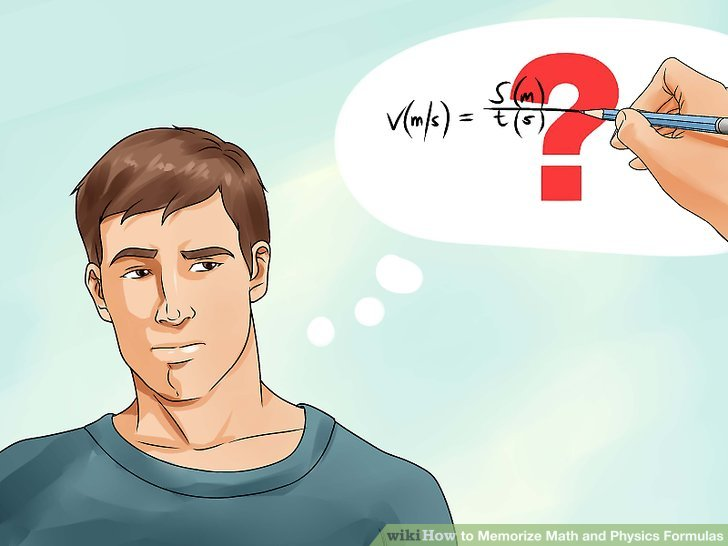 V(m/s) = S(m)/t(s)
?
wikiHow to Memorize Math and Physics Formulas